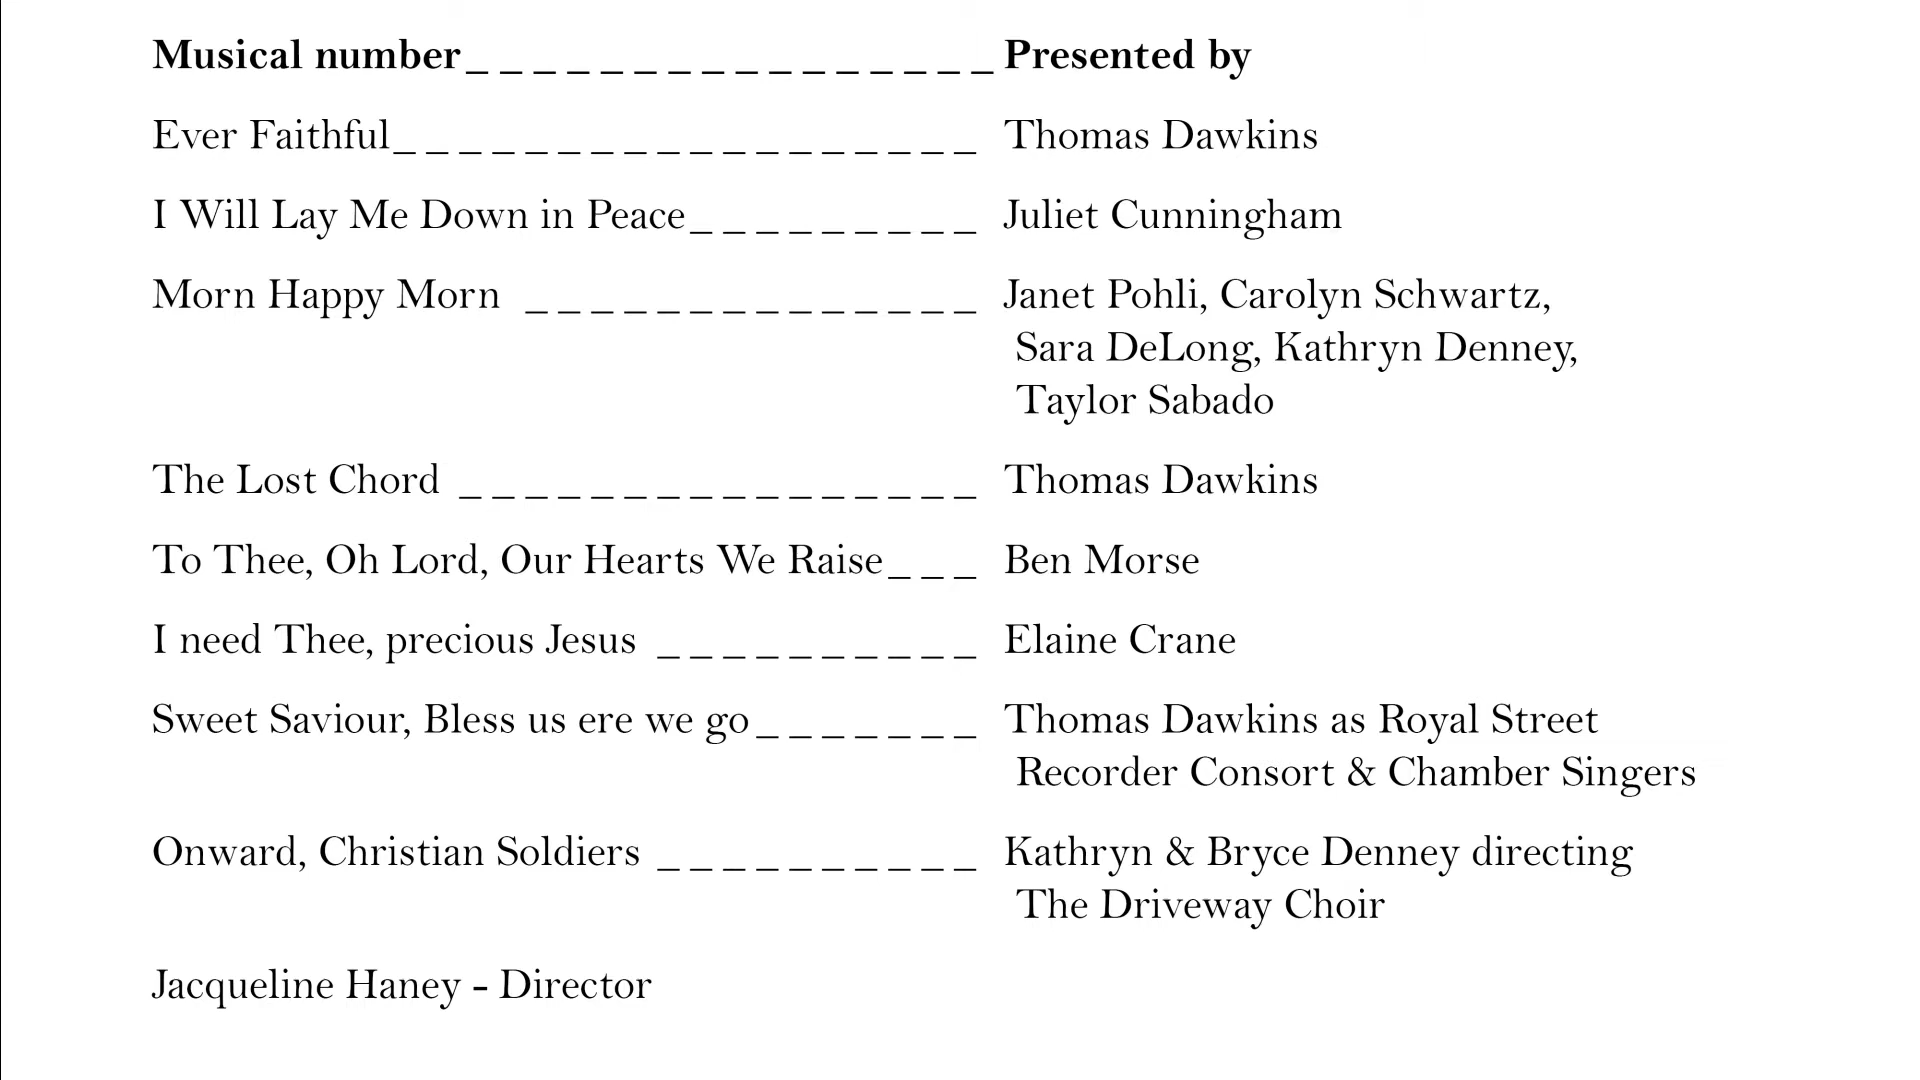 Musical number_ _ _ _ _ _ _ _ _ _ _ _ _ _ _ _ Presented by
Ever Faithful_ _ _ _ _ _ _ _ _ _ _ _ _ _ _ _ _ _ Thomas Dawkins
I Will Lay Me Down in Peace_ _ _ _ _ _ _ _ _ Juliet Cunningham
Morn Happy Morn _ _ _ _ _ _ _ _ _ _ _ _ _ _ Janet Pohli, Carolyn Schwartz,
Sara DeLong, Kathryn Denney,
Taylor Sabado
The Lost Chord _ _ _ _ _ _ _ _ _ _ _ _ _ _ _ _ Thomas Dawkins
To Thee, Oh Lord, Our Hearts We Raise_ _ _ Ben Morse
I need Thee, precious Jesus _ _ _ _ _ _ _ _ _ _ Elaine Crane
Sweet Saviour, Bless us ere we go_ _ _ _ _ _ _ Thomas Dawkins as Royal Street
Recorder Consort & Chamber Singers
Onward, Christian Soldiers _ _ _ _ _ _ _ _ _ _ Kathryn & Bryce Denney directing
The Driveway Choir
Jacqueline Haney - Director